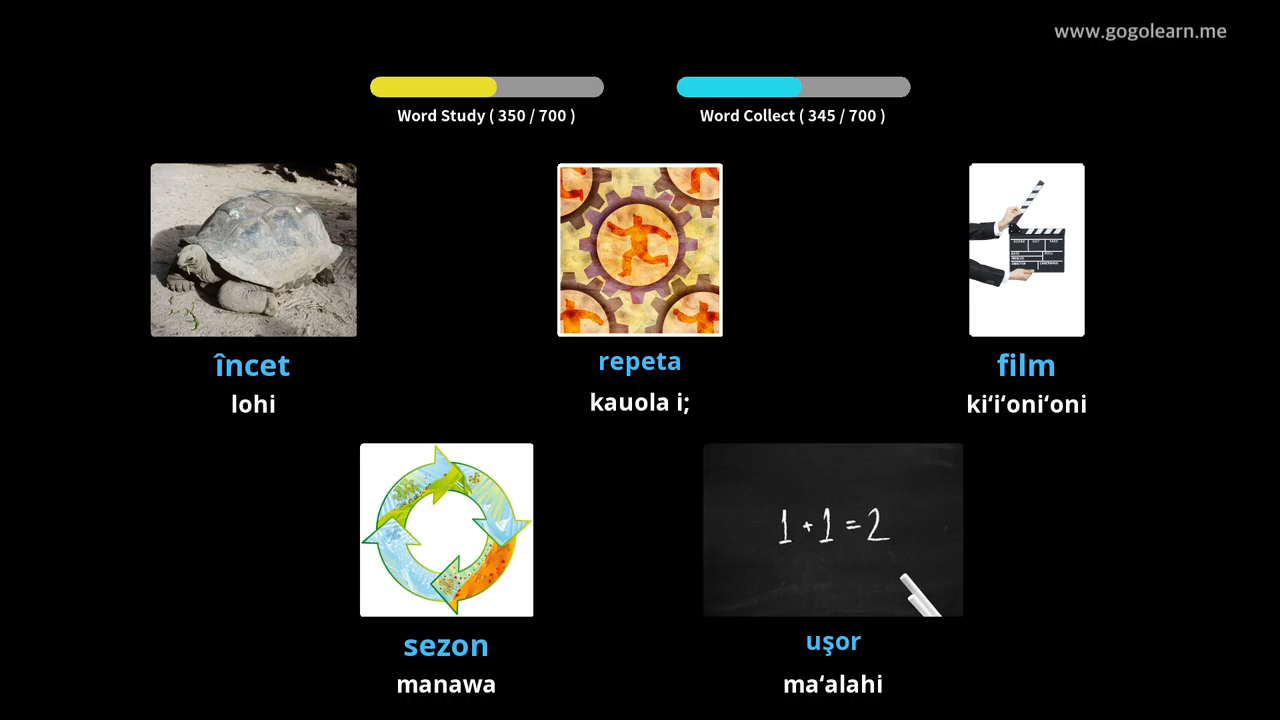 www.gogolearn.me
Word Study ( 350 / 700 )
Word Collect ( 345 / 700 )
încet
lohi
repeta
kauola i;
film
kiʻiʻoniʻoni
1 + 1 = 2
sezon
manawa
uşor
maʻalahi